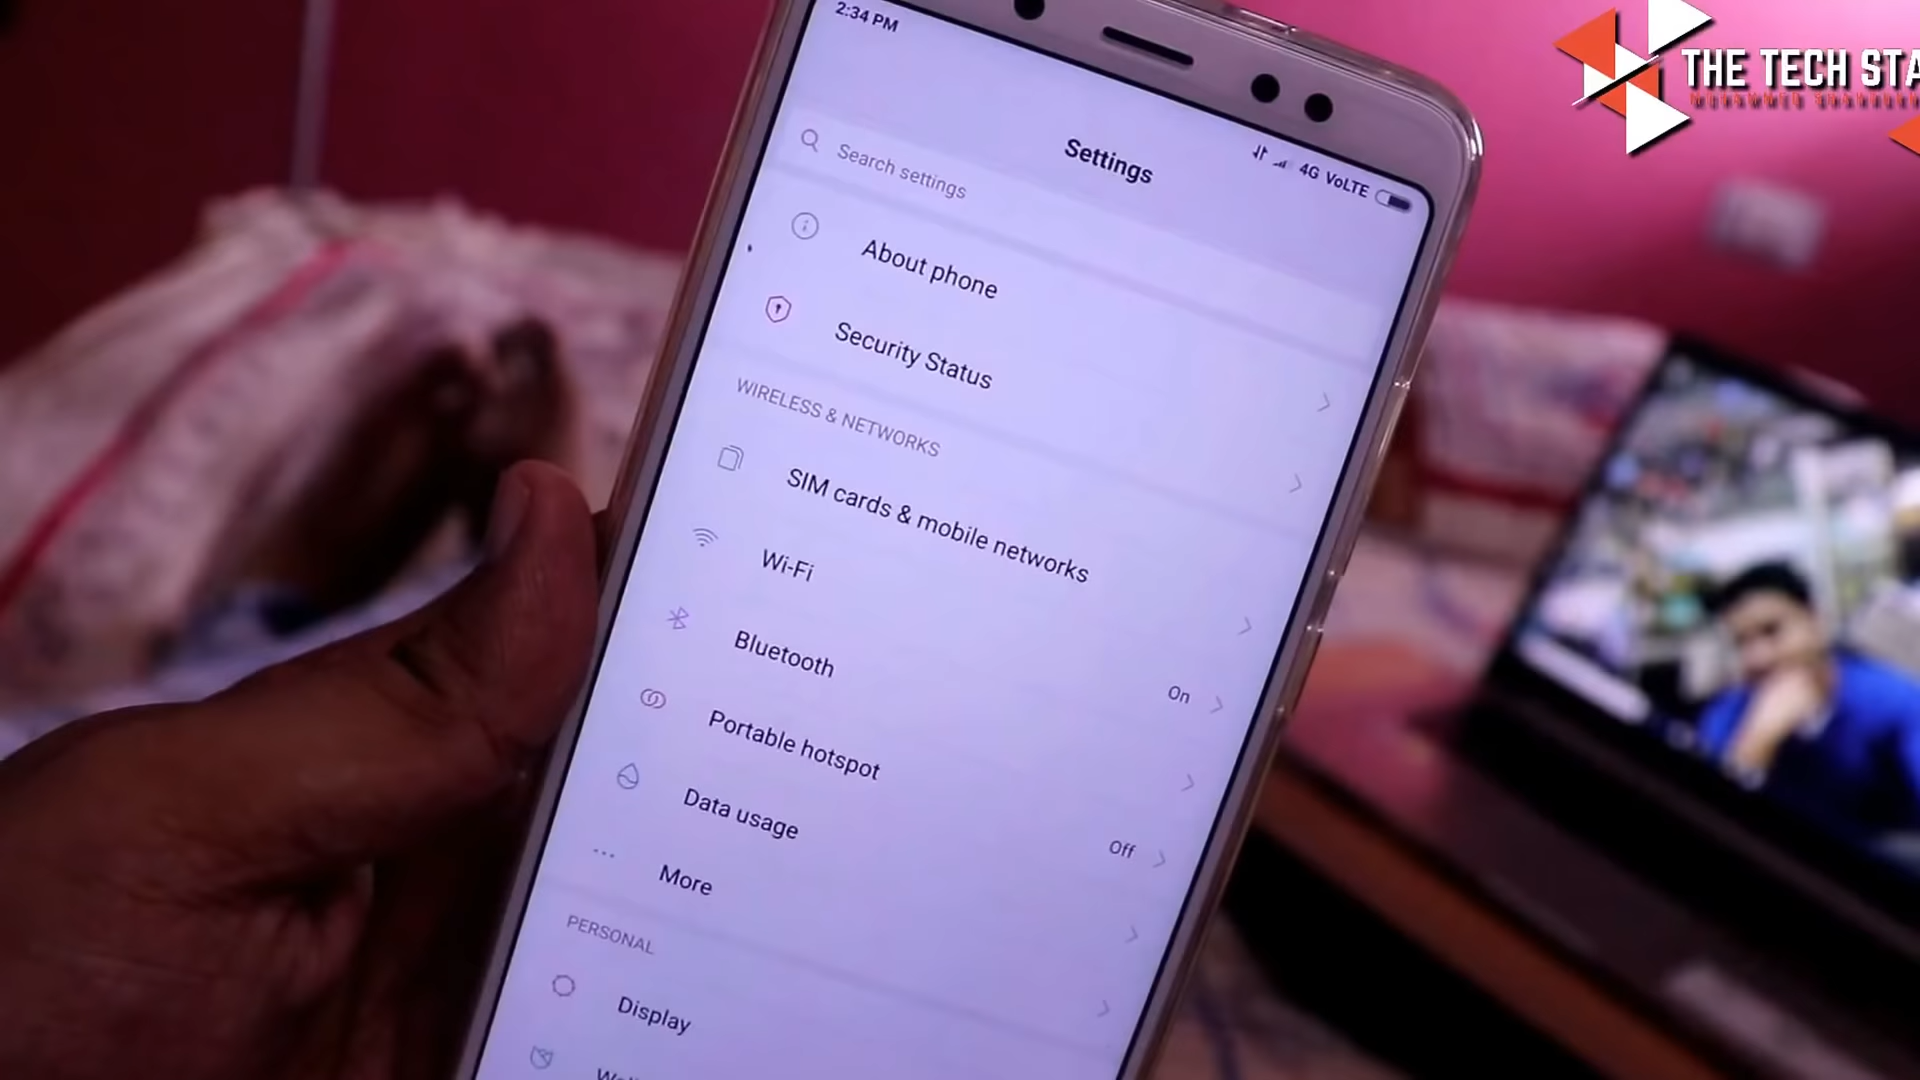 2:34 PM
4G VoLTE
THE TECH STA
Settings
Search settings
About phone
Security Status
WIRELESS & NETWORKS
SIM cards & mobile networks
Wi-Fi
On
Bluetooth
Portable hotspot
Off
Data usage
More
PERSONAL
Display